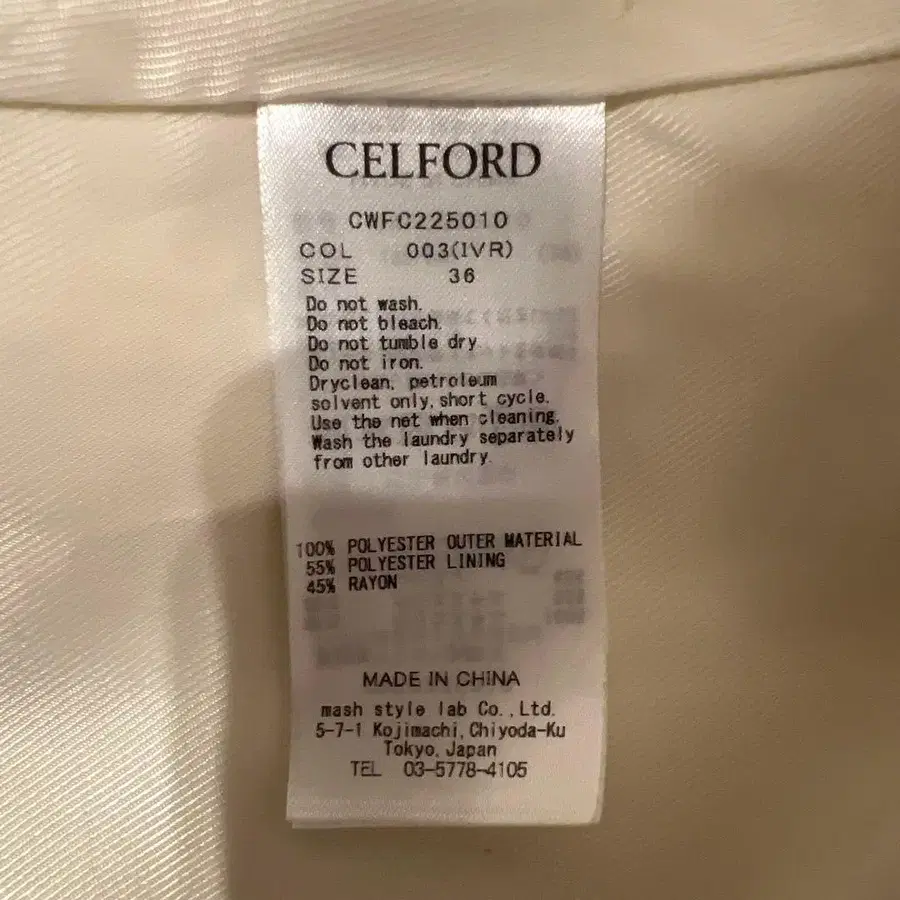 CELFORD
CWFC225010
COL 003(IVR)
SIZE 36
Do not wash.
Do not bleach.
Do not tumble dry
Do not iron.
Dryclean, petroleum
solvent only, short cycle.
Use the net when cleaning.
Wash the laundry separately
from other laundry.
100% POLYESTER OUTER MATERIAL
55% POLYESTER LINING
45% RAYON
MADE IN CHINA
mash style lab Co., Ltd.
5-7-1 Kojimachi, Chiyoda-Ku
Tokyo, Japan
TEL 03-5778-4105